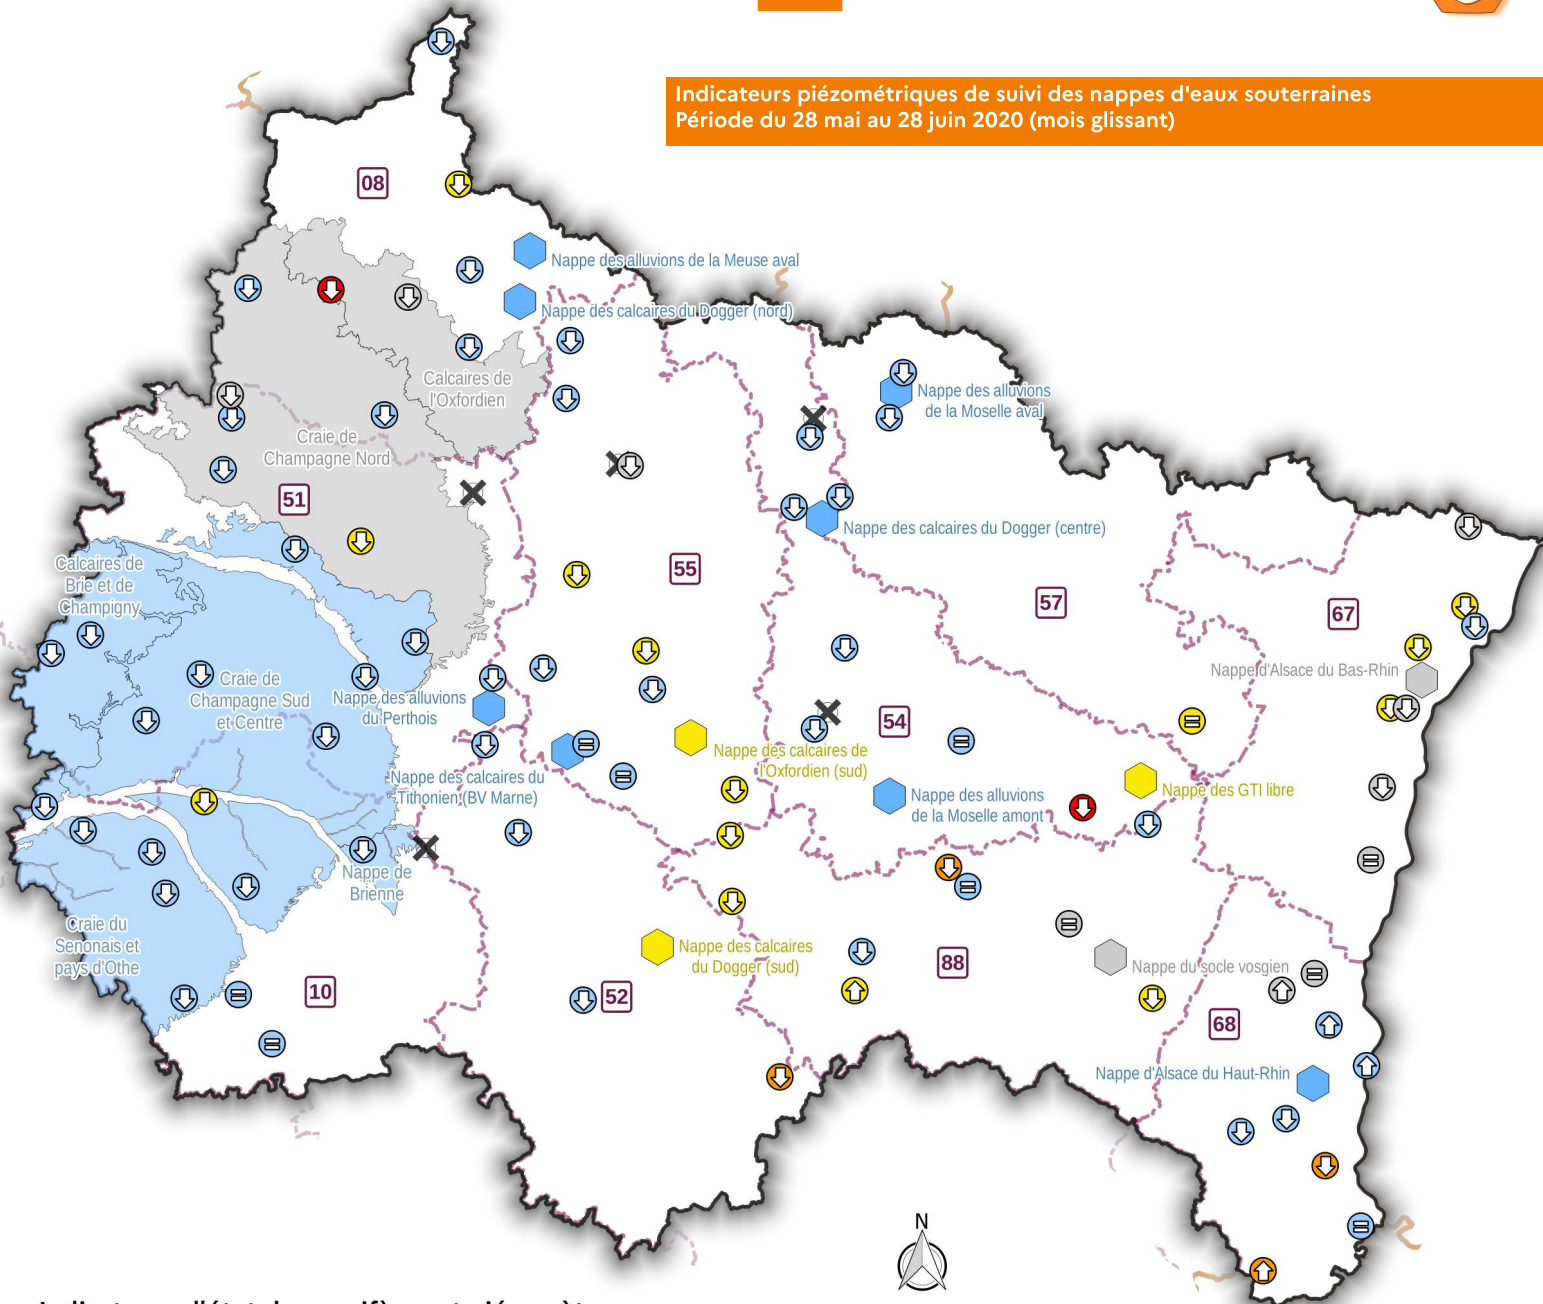 Indicateurs piézométriques de suivi des nappes d'eaux souterraines
Période du 28 mai au 28 juin 2020 (mois glissant)
08
Nappe des alluvions de la Meuse aval
Nappe des calcaires du Dogger (nord)
Calcaires de
l'Oxfordien
Nappe des alluvions
de la Moselle aval
Craie de
Champagne Nord
51
Nappe des calcaires du Dogger (centre)
Calcaires de
Brie et de
Champigny
55
57
67
Nappe d'Alsace du Bas-Rhin
Craie de
Champagne Sud
et Centre
Nappe des alluvions
du Perthois
54
Nappe des calcaires de
l'Oxfordien (sud)
Nappe des calcaires du
Tithonien (BV Marne)
Nappe des GTI libre
Nappe des alluvions
de la Moselle amont
Nappe de
Brienne
Craie du
Senonais et
pays d'Othe
Nappe des calcaires
du Dogger (sud)
88
Nappe du socle vosgien
10
52
68
Nappe d'Alsace du Haut-Rhin
N